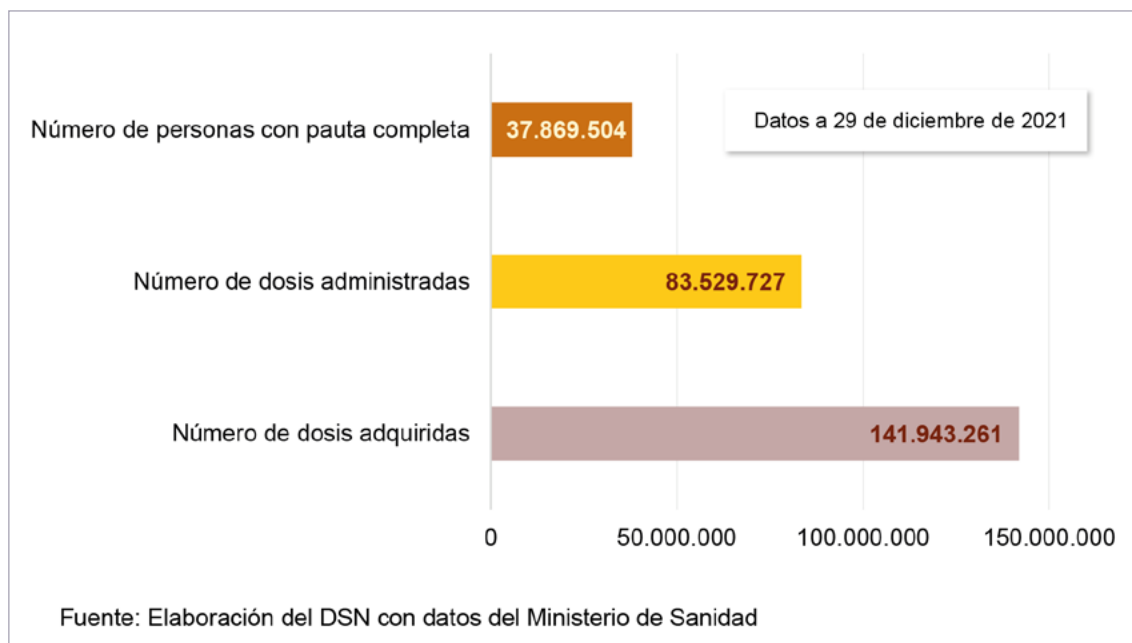 Número de personas con pauta completa
37.869.504
Datos a 29 de diciembre de 2021
Número de dosis administradas
83.529.727
Número de dosis adquiridas
141.943.261
0
50.000.000
100.000.000
150.000.000
Fuente: Elaboración del DSN con datos del Ministerio de Sanidad